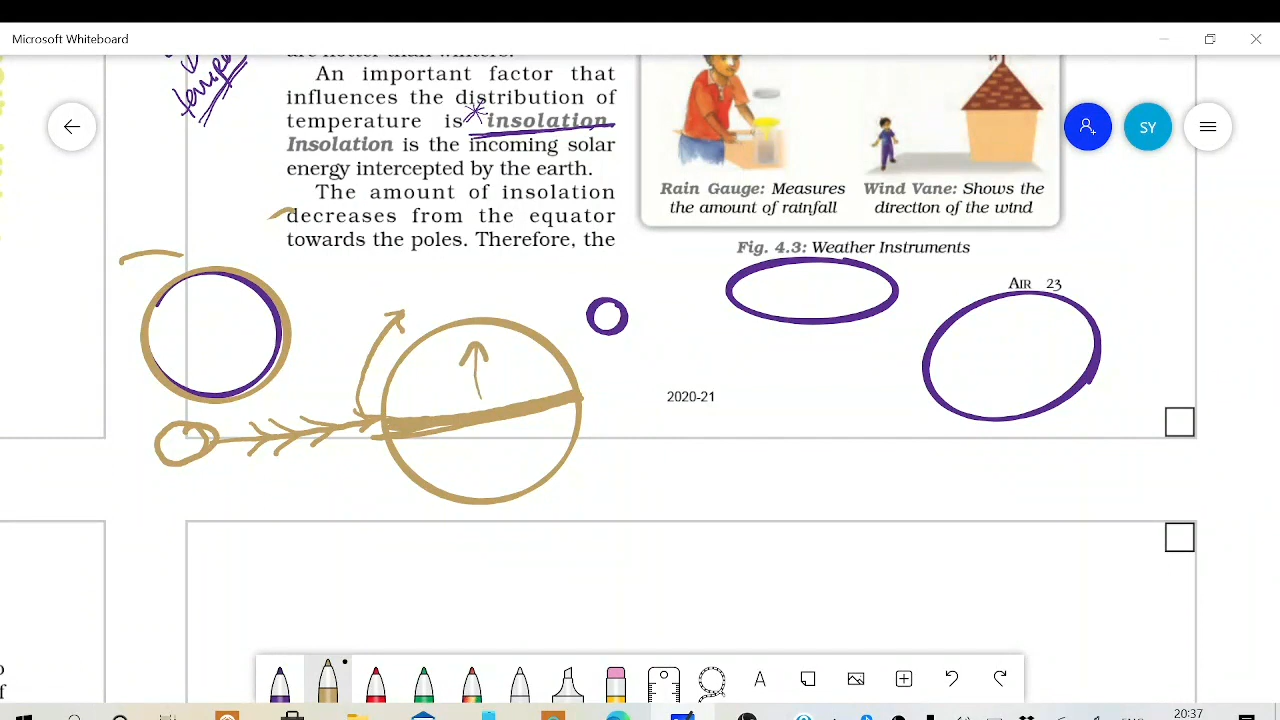 Microsoft Whiteboard
An important factor that
influences the distribution of
temperature is insolation.
Insolation is the incoming solar
energy intercepted by the earth.
The amount of insolation
decreases from the equator
towards the poles. Therefore, the
Rain Gauge: Measures
the amount of rainfall
Wind Vane: Shows the
direction of the wind
Fig. 4.3: Weather Instruments
AIR 23
2020-21
SY
A
20:37